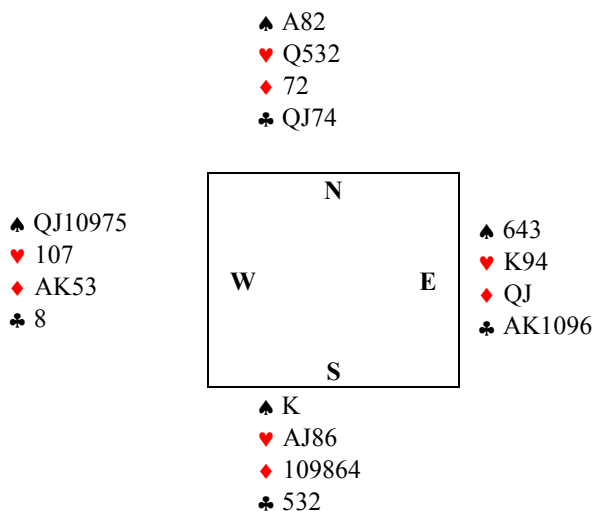 ♠ A82
♥ Q532
♦ 72
♣ QJ74
N
♠ QJ10975
♥ 107
♦ AK53
♣ 8
W
E
♠ 643
♥ K94
♦ QJ
♣ AK1096
S
♠ K
♥ AJ86
♦ 109864
♣ 532